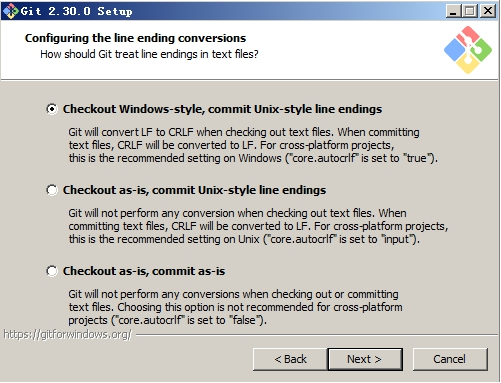 Git 2.30.0 Setup
Configuring the line ending conversions
How should Git treat line endings in text files?
Checkout Windows-style, commit Unix-style line endings
Git will convert LF to CRLF when checking out text files. When committing
text files, CRLF will be converted to LF. For cross-platform projects,
this is the recommended setting on Windows ("core.autocrlf" is set to "true").
Checkout as-is, commit Unix-style line endings
Git will not perform any conversion when checking out text files. When
committing text files, CRLF will be converted to LF. For cross-platform projects,
this is the recommended setting on Unix ("core.autocrlf" is set to "input").
Checkout as-is, commit as-is
Git will not perform any conversions when checking out or committing
text files. Choosing this option is not recommended for cross-platform
projects ("core.autocrlf" is set to "false").
https://gitforwindows.org/
< Back
Next >
Cancel